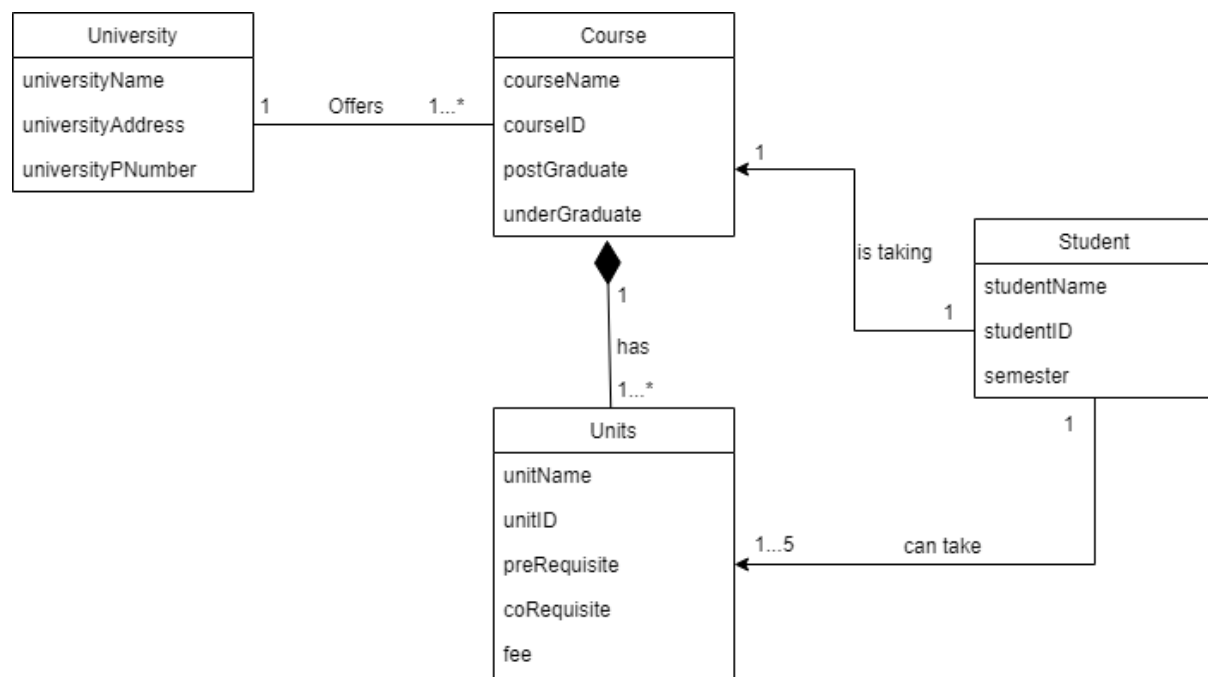 University
universityName
universityAddress
universityPNumber
1 Offers 1...*
Course
courseName
courseID
postGraduate
underGraduate
1
is taking
1
Student
studentName
studentID
semester
1
has
1...*
Units
unitName
unitID
preRequisite
coRequisite
fee
1
1...5 can take